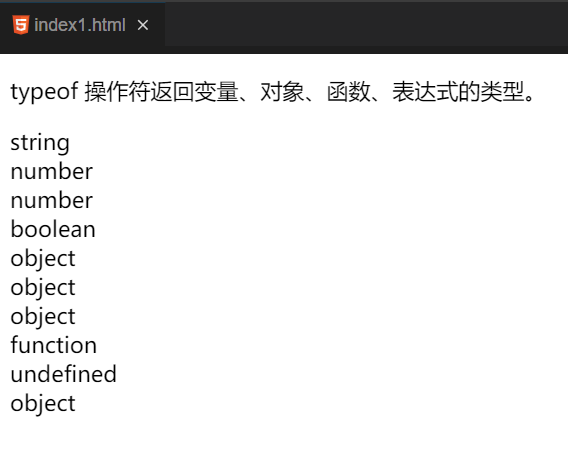 index1.html
typeof 操作符返回变量、对象、函数、表达式的类型。
string
number
number
boolean
object
object
object
function
undefined
object